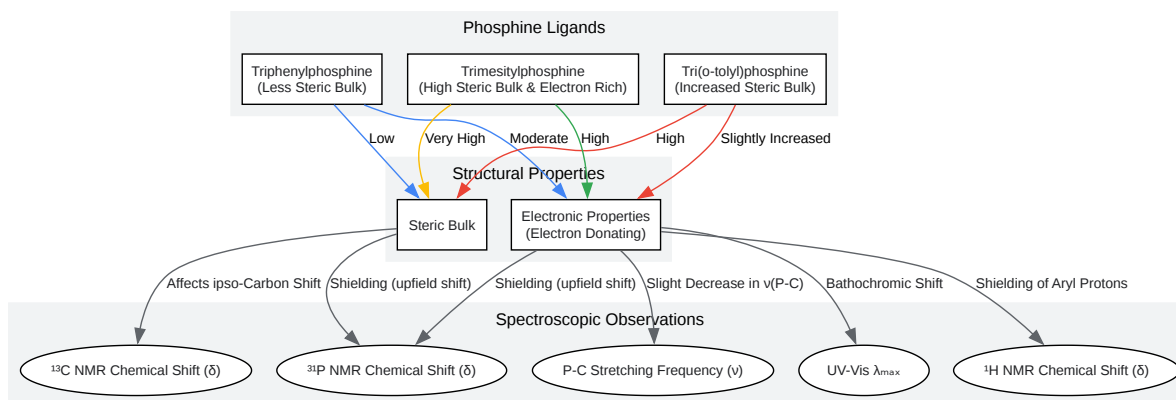 Phosphine Ligands
Triphenylphosphine
(Less Steric Bulk)
Trimesitylphosphine
(High Steric Bulk & Electron Rich)
Tri(o-tolyl)phosphine
(Increased Steric Bulk)
Low
Very High
Moderate
High
High
Slightly Increased
Structural Properties
Steric Bulk
Electronic Properties
(Electron Donating)
Affects ipso-Carbon Shift
Shielding (upfield shift)
Shielding (upfield shift)
Slight Decrease in ν(P-C)
Bathochromic Shift
Shielding of Aryl Protons
Spectroscopic Observations
¹³C NMR Chemical Shift (δ)
³¹P NMR Chemical Shift (δ)
P-C Stretching Frequency (ν)
UV-Vis λₘₐₓ
¹H NMR Chemical Shift (δ)